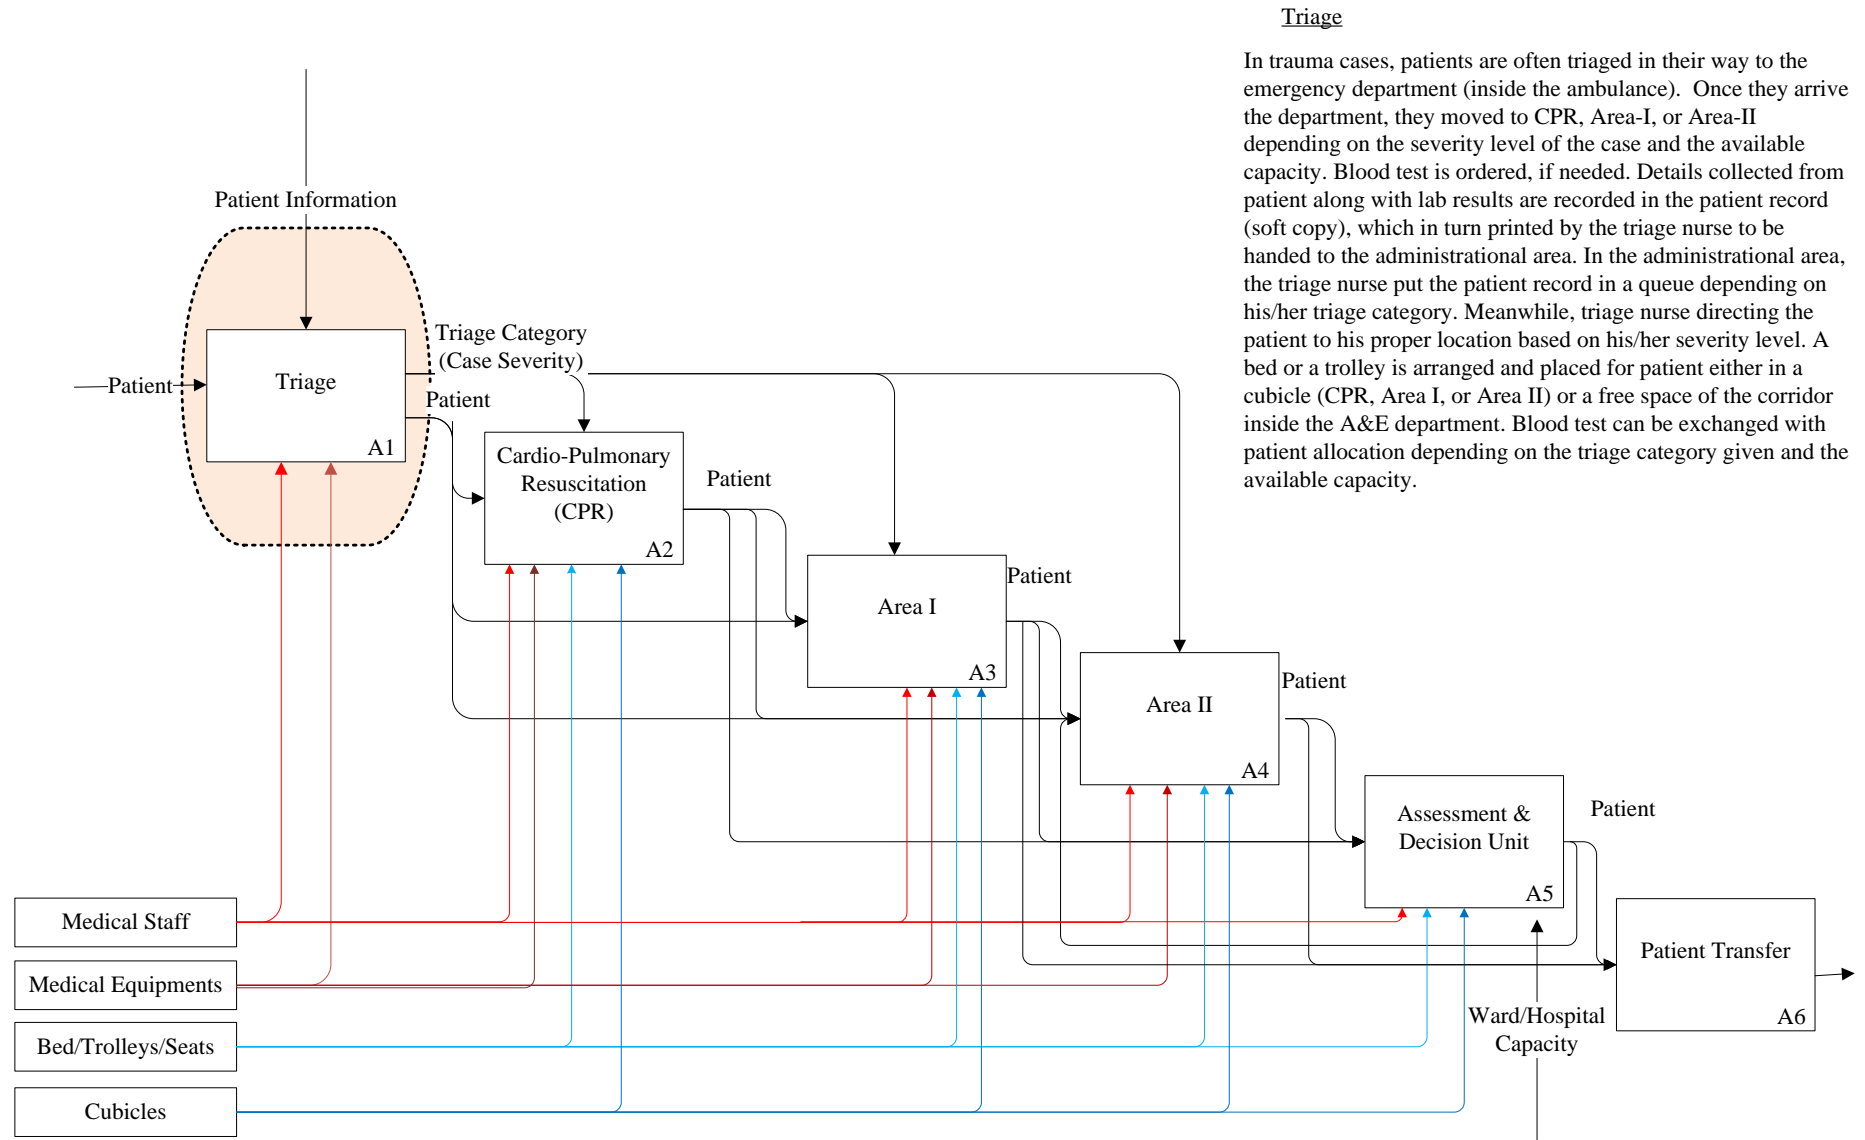 Triage
In trauma cases, patients are often triaged in their way to the
emergency department (inside the ambulance).  Once they arrive
the department, they moved to CPR, Area-I, or Area-II
depending on the severity level of the case and the available
capacity. Blood test is ordered, if needed. Details collected from
patient along with lab results are recorded in the patient record
(soft copy), which in turn printed by the triage nurse to be
handed to the administrational area. In the administrational area,
the triage nurse put the patient record in a queue depending on
his/her triage category. Meanwhile, triage nurse directing the
patient to his proper location based on his/her severity level. A
bed or a trolley is arranged and placed for patient either in a
cubicle (CPR, Area I, or Area II) or a free space of the corridor
inside the A&E department. Blood test can be exchanged with
patient allocation depending on the triage category given and the
available capacity.
Patient Information
Patient
Triage
A1
Triage Category
(Case Severity)
Patient
Cardio-Pulmonary
Resuscitation
(CPR)
A2
Patient
Area I
A3
Patient
Area II
A4
Patient
Assessment &
Decision Unit
A5
Patient
Patient Transfer
A6
Ward/Hospital
Capacity
Medical Staff
Medical Equipments
Bed/Trolleys/Seats
Cubicles